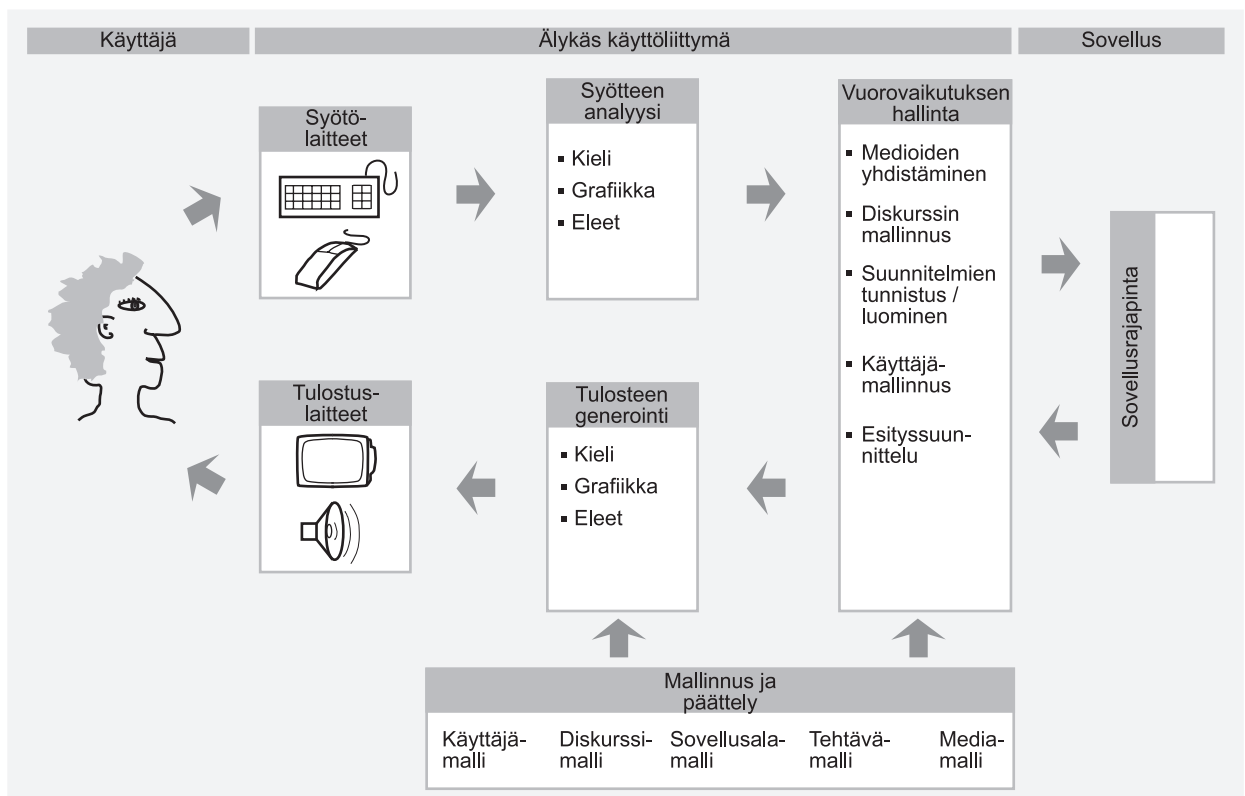 Käyttäjä
Älykäs käyttöliittymä
Sovellus
Syötö-
laitteet
Syötteen
analyysi
▪ Kieli
▪ Grafiikka
▪ Eleet
Vuorovaikutuksen
hallinta
▪ Medioiden
yhdistäminen
▪ Diskurssin
mallinnus
▪ Suunnitelmien
tunnistus /
luominen
▪ Käyttäjä-
mallinnus
▪ Esityssuun-
nittelu
Sovellusrajapinta
Tulostus-
laitteet
Tulosteen
generointi
▪ Kieli
▪ Grafiikka
▪ Eleet
Mallinnus ja
päättely
Käyttäjä-
malli
Diskurssi-
malli
Sovellusala-
malli
Tehtävä-
malli
Media-
malli